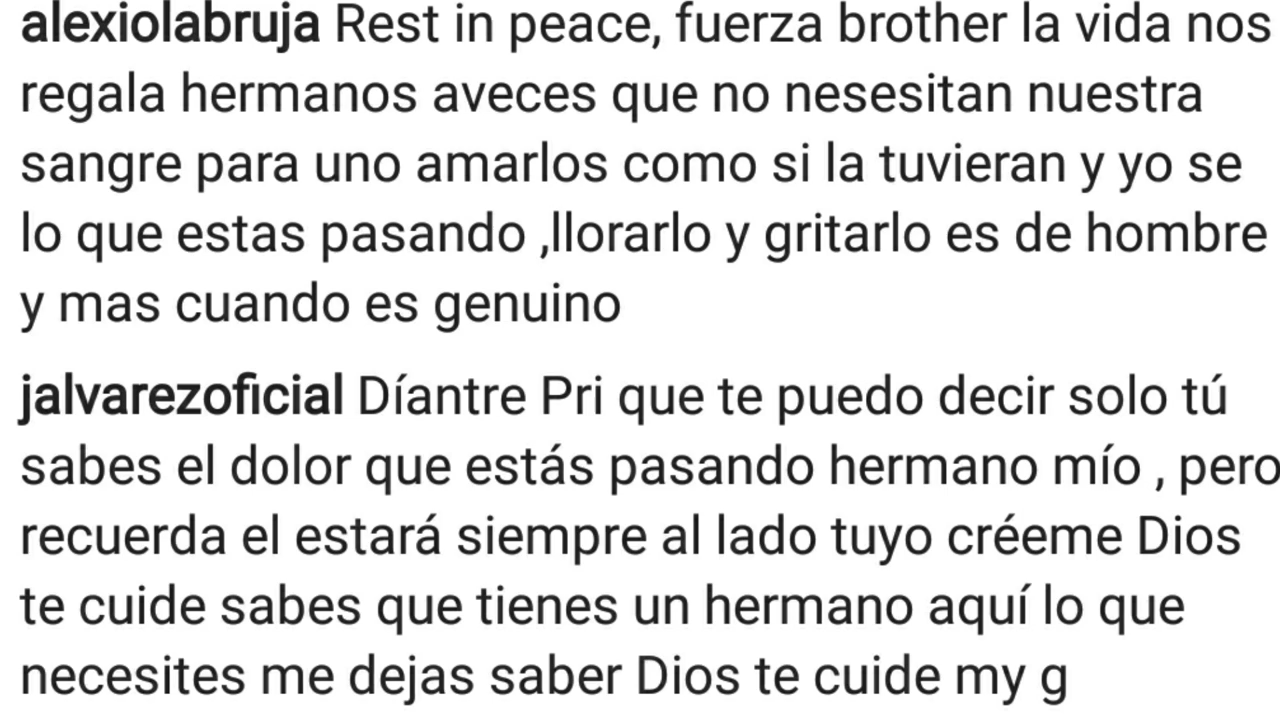 alexiolabruja Rest in peace, fuerza brother la vida nos
regala hermanos aveces que no nesesitan nuestra
sangre para uno amarlos como si la tuvieran y yo se
lo que estas pasando ,llorarlo y gritarlo es de hombre
y mas cuando es genuino
jalvarezoficial Díantre Pri que te puedo decir solo tú
sabes el dolor que estás pasando hermano mío , pero
recuerda el estará siempre al lado tuyo créeme Dios
te cuide sabes que tienes un hermano aquí lo que
necesites me dejas saber Dios te cuide my g